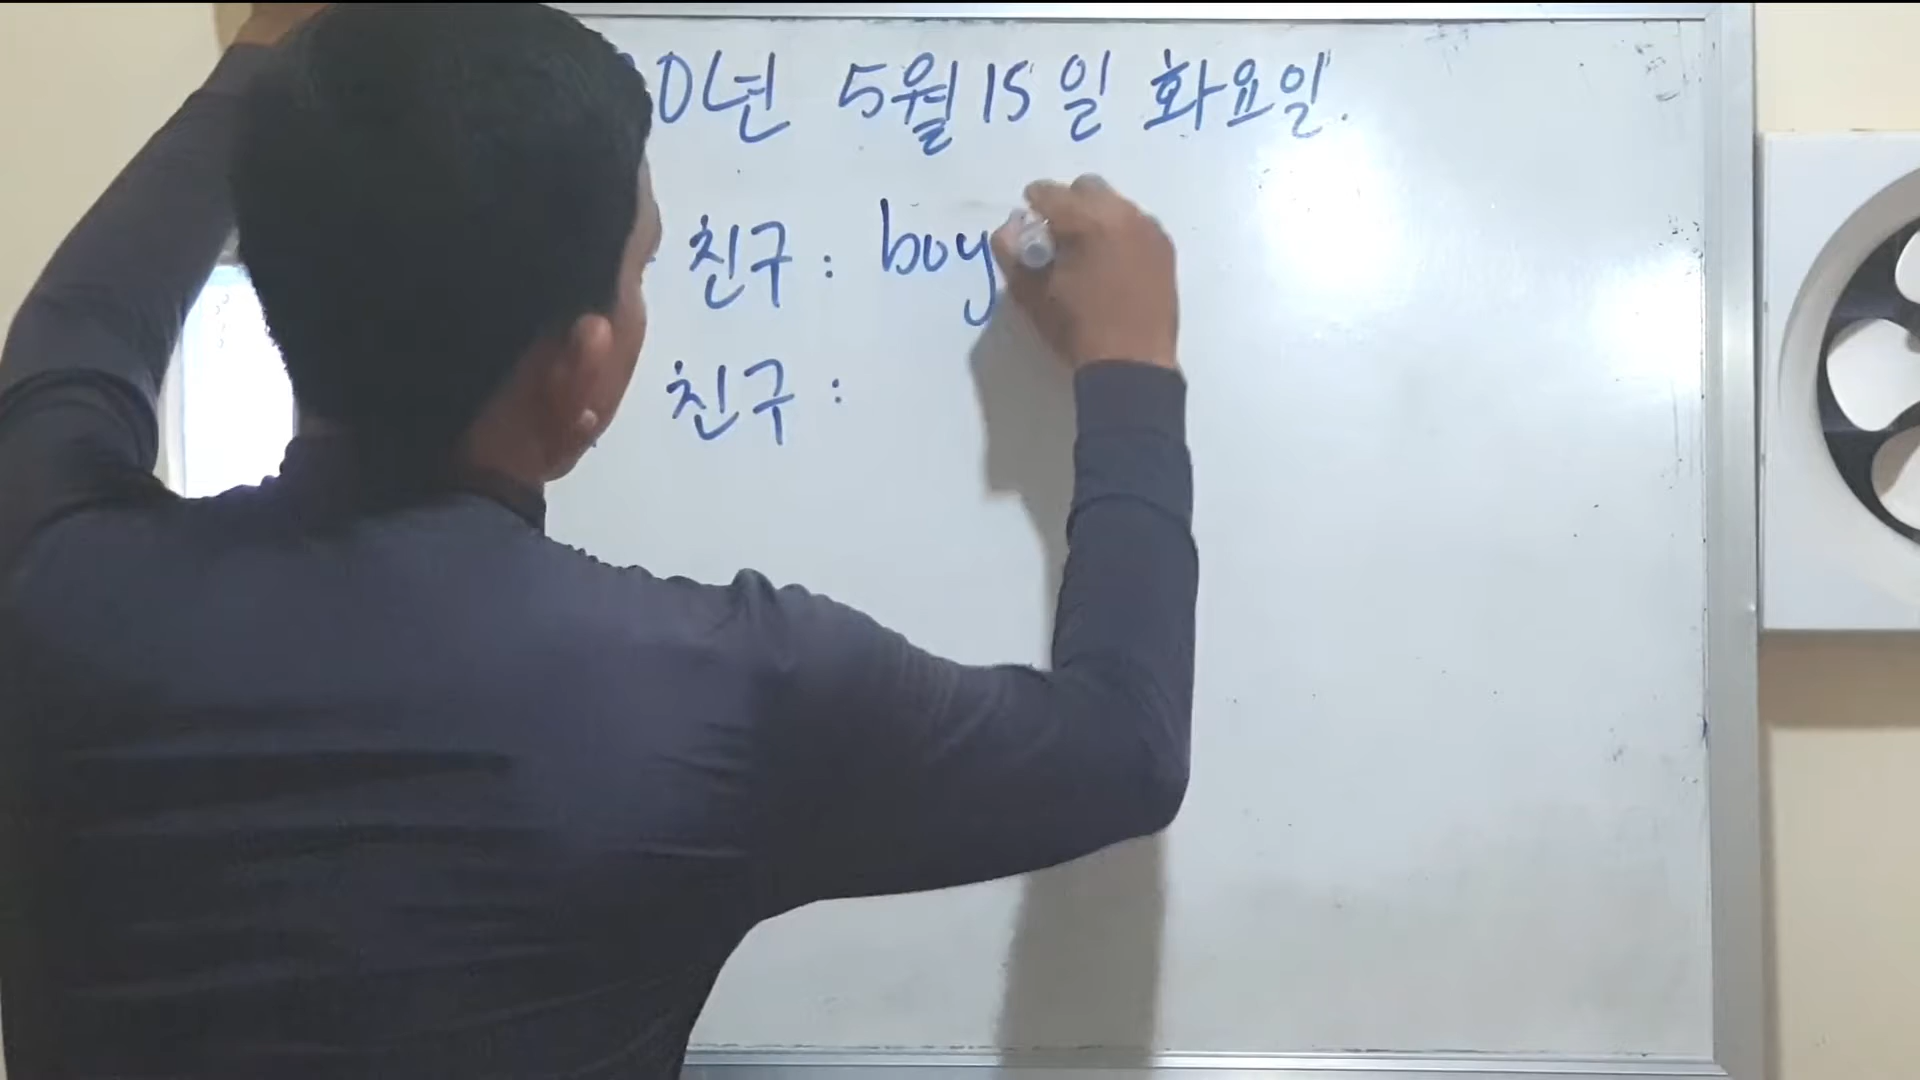 0년 5월 15일 화요일.
친구 : boy
친구 :